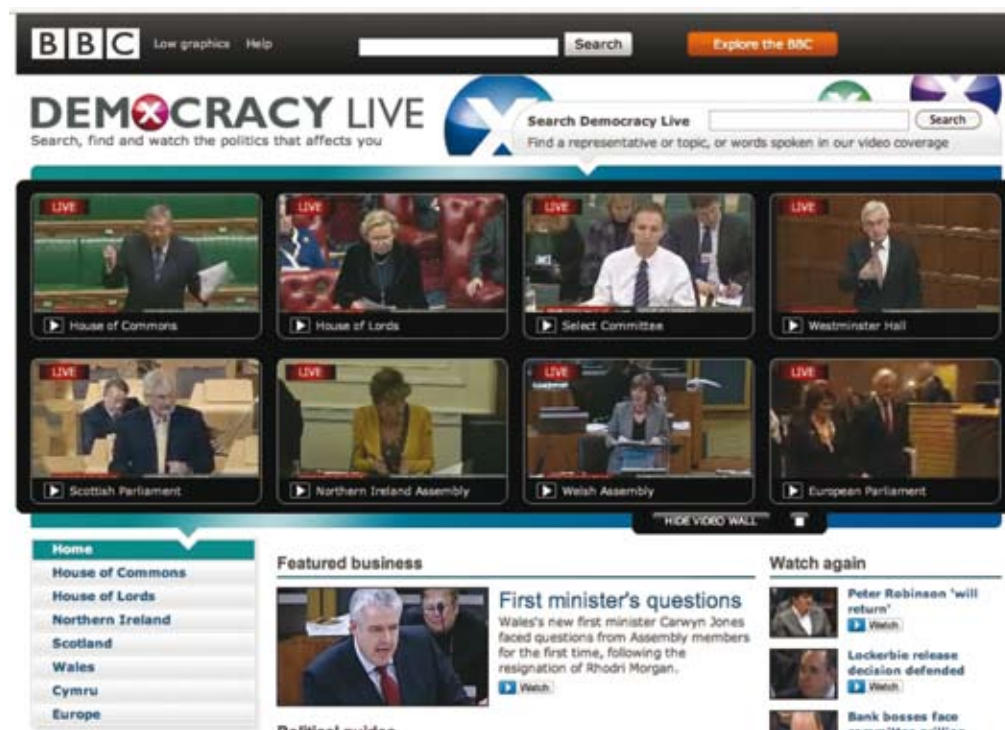 BBC Low graphics Help Search Explore the BBC
DEMOCRACY LIVE
Search, find and watch the politics that affects you
Search Democracy Live Search
Find a representative or topic, or words spoken in our video coverage
LIVE LIVE LIVE LIVE
House of Commons House of Lords Select Committee Westminster Hall
LIVE LIVE LIVE LIVE
Scottish Parliament Northern Ireland Assembly Welsh Assembly European Parliament
HIDE VIDEO WALL
Home
House of Commons
House of Lords
Northern Ireland
Scotland
Wales
Cymru
Europe
Featured business
First minister's questions
Wales's new first minister Carwyn Jones
faced questions from Assembly members
for the first time, following the
resignation of Rhodri Morgan.
Watch
Political guides
Watch again
Peter Robinson 'will
return'
Watch
Lockerbie release
decision defended
Watch
Bank bosses face
committee grilling